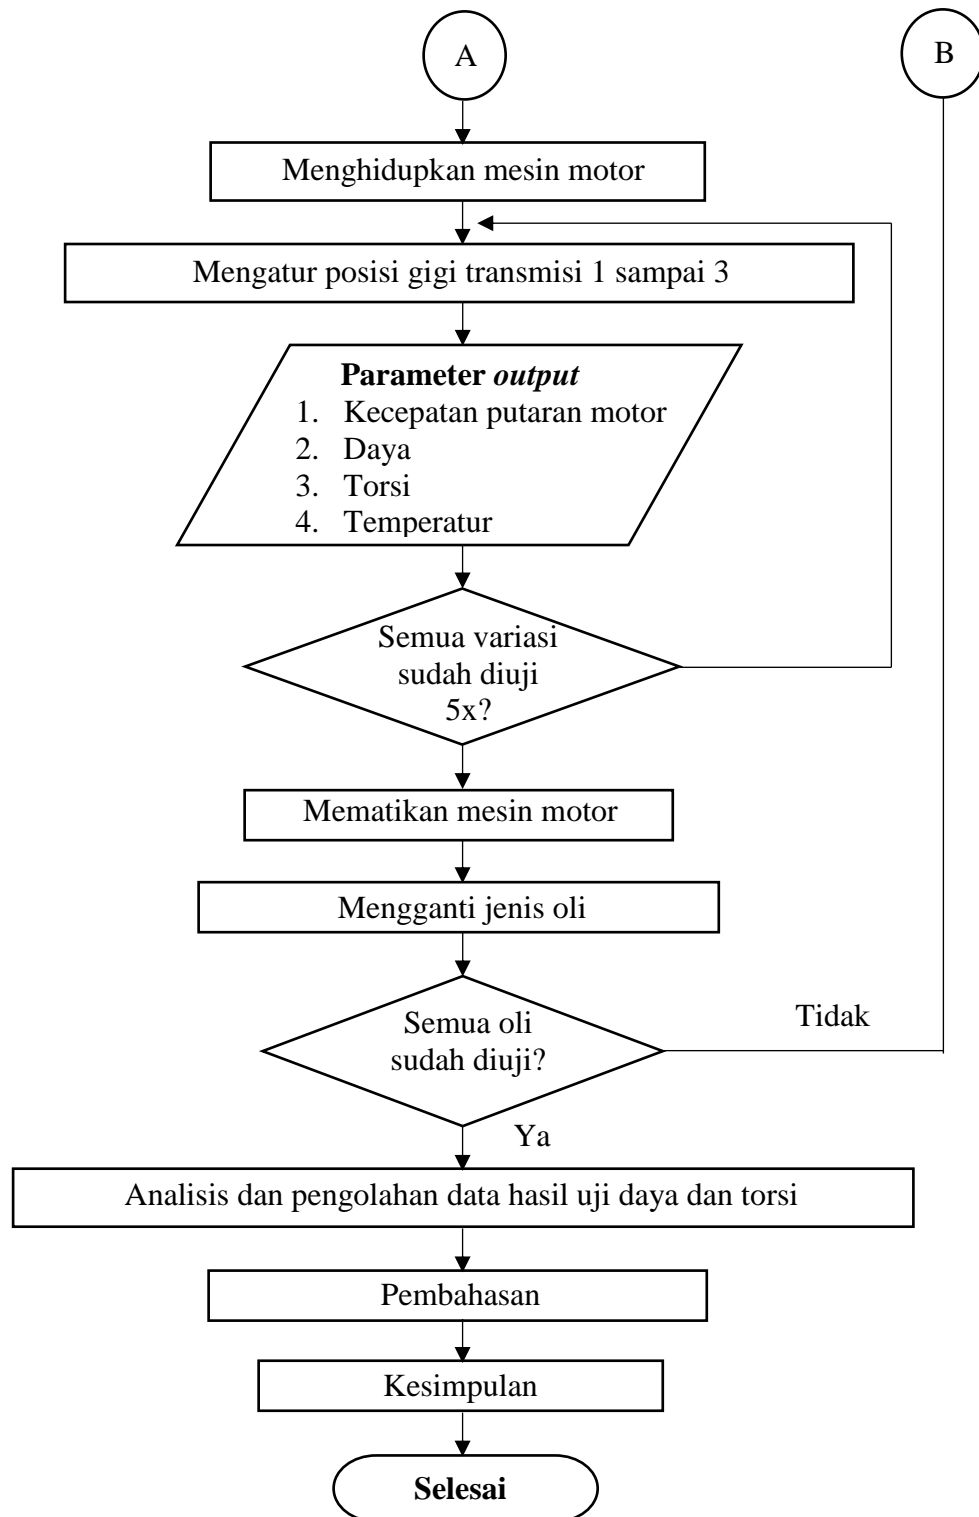 A
B
Menghidupkan mesin motor
Mengatur posisi gigi transmisi 1 sampai 3
Parameter output
1. Kecepatan putaran motor
2. Daya
3. Torsi
4. Temperatur
Semua variasi
sudah diuji
5x?
Mematikan mesin motor
Mengganti jenis oli
Semua oli
sudah diuji?
Tidak
Ya
Analisis dan pengolahan data hasil uji daya dan torsi
Pembahasan
Kesimpulan
Selesai